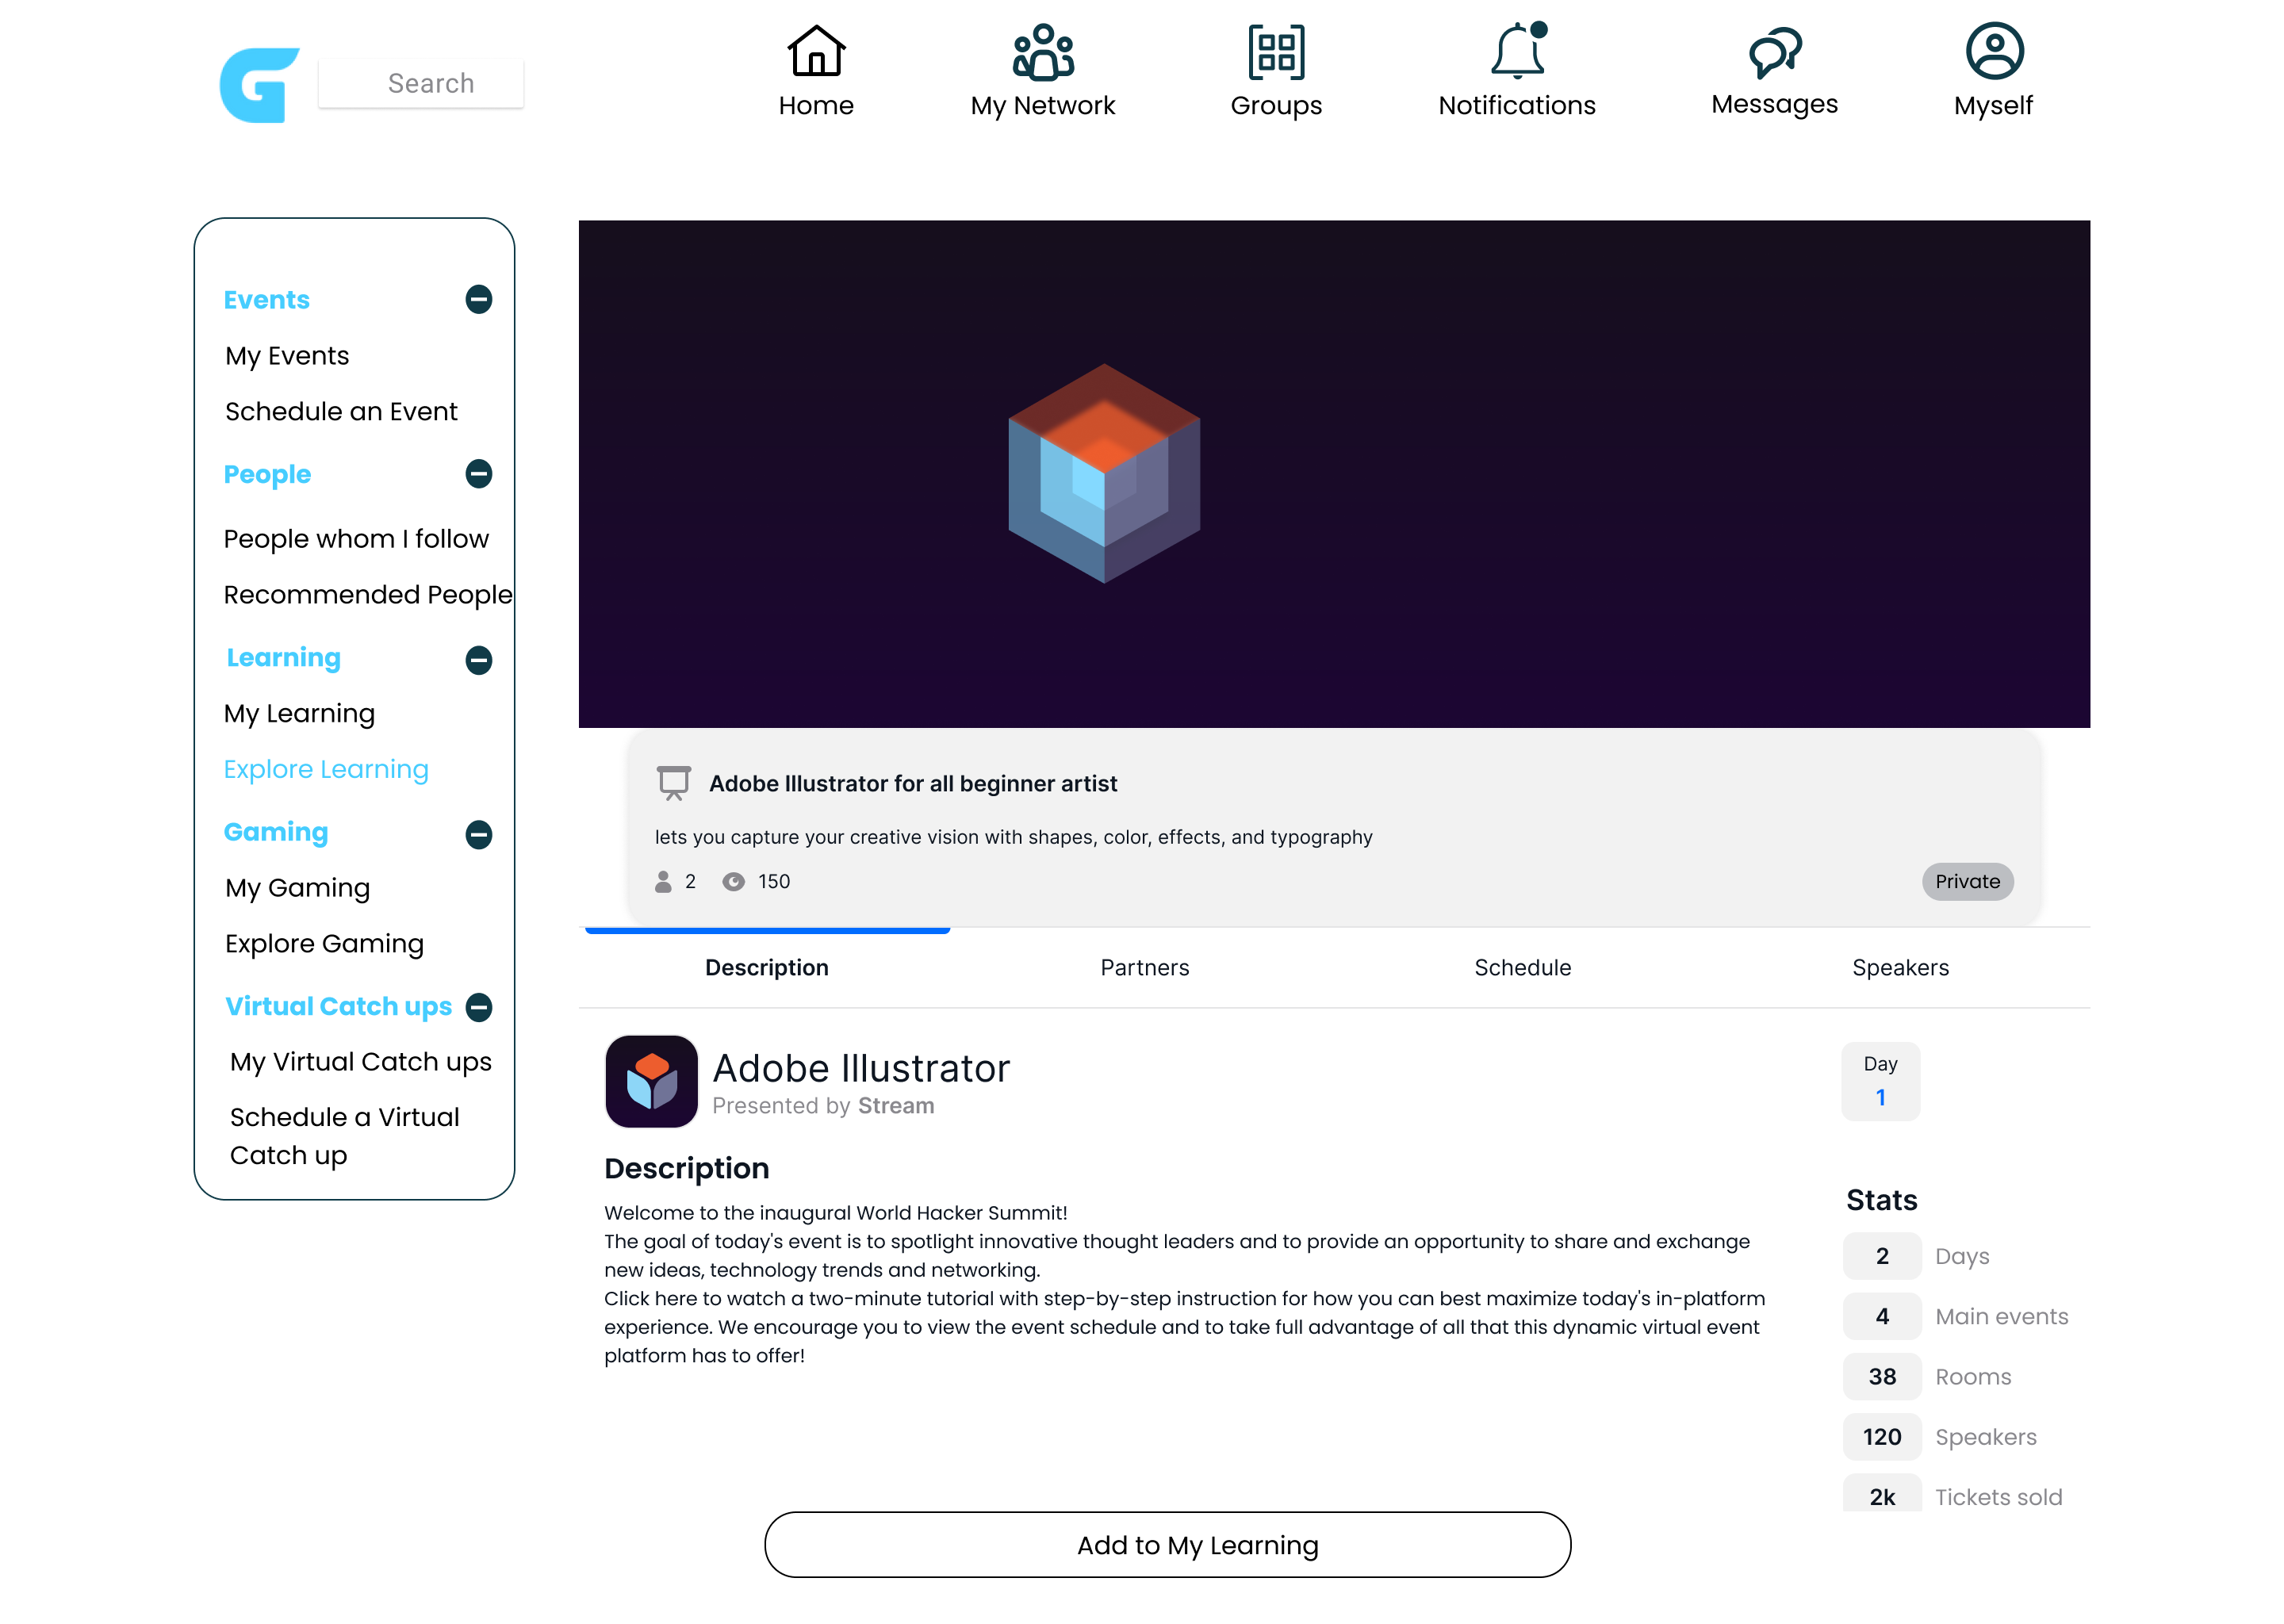 Search
Home
My Network
Groups
Notifications
Messages
Myself
Events
My Events
Schedule an Event
People
People whom I follow
Recommended People
Learning
My Learning
Explore Learning
Gaming
My Gaming
Explore Gaming
Virtual Catch ups
My Virtual Catch ups
Schedule a Virtual
Catch up
Adobe Illustrator for all beginner artist
lets you capture your creative vision with shapes, color, effects, and typography
2 150
Private
Description
Partners
Schedule
Speakers
Adobe Illustrator
Presented by Stream
Day
1
Description
Welcome to the inaugural World Hacker Summit!
The goal of today's event is to spotlight innovative thought leaders and to provide an opportunity to share and exchange
new ideas, technology trends and networking.
Click here to watch a two-minute tutorial with step-by-step instruction for how you can best maximize today's in-platform
experience. We encourage you to view the event schedule and to take full advantage of all that this dynamic virtual event
platform has to offer!
Stats
2 Days
4 Main events
38 Rooms
120 Speakers
2k Tickets sold
Add to My Learning